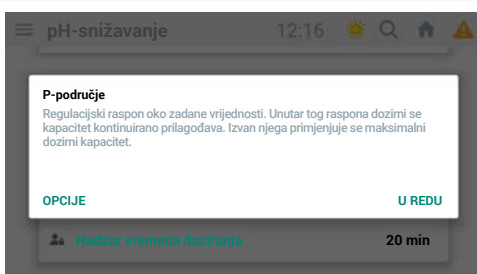 pH-snižavanje 12:16
P-područje
Regulacijski raspon oko zadane vrijednosti. Unutar tog raspona dozirni se
kapacitet kontinuirano prilagođava. Izvan njega primjenjuje se maksimalni
dozirni kapacitet.
OPCIJE U REDU
Nadzor vremena doziranja 20 min